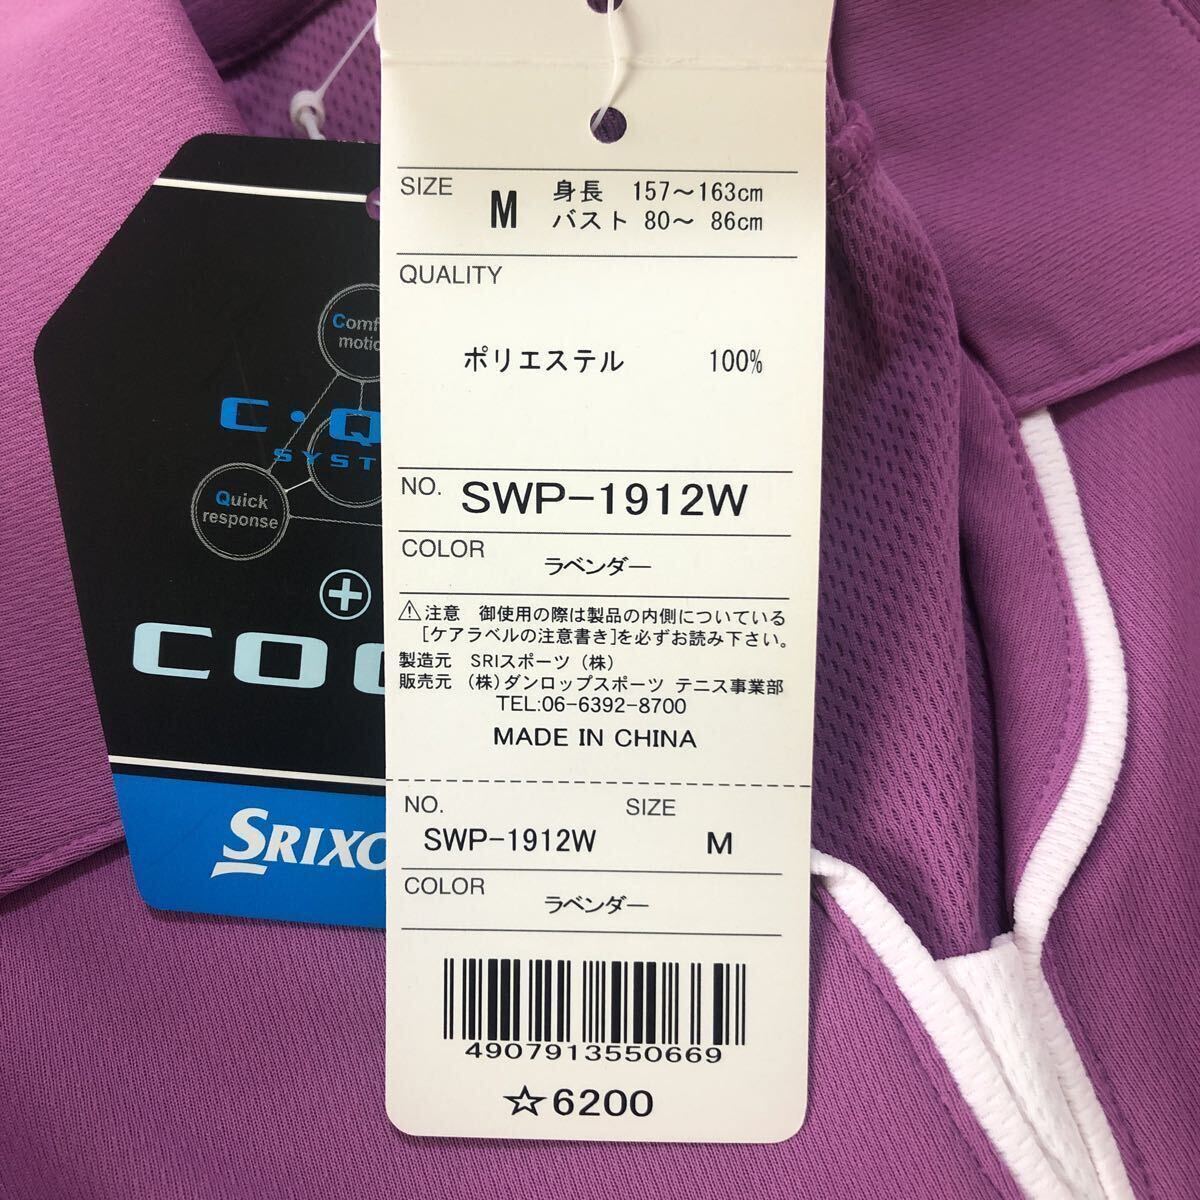 SIZE M 身長 157〜163cm
バスト 80〜 86cm
QUALITY
ポリエステル 100%
NO. SWP-1912W
COLOR
ラベンダー
⚠注意 御使用の際は製品の内側についている
[ケアラベルの注意書き]を必ずお読み下さい。
製造元 SRIスポーツ(株)
販売元 (株)ダンロップスポーツ テニス事業部
TEL:06-6392-8700
MADE IN CHINA
NO. SIZE
SWP-1912W M
COLOR
ラベンダー
4907913550669
☆6200
motio
C・Q
SYST
Quick
response
+
COO
SRIXO